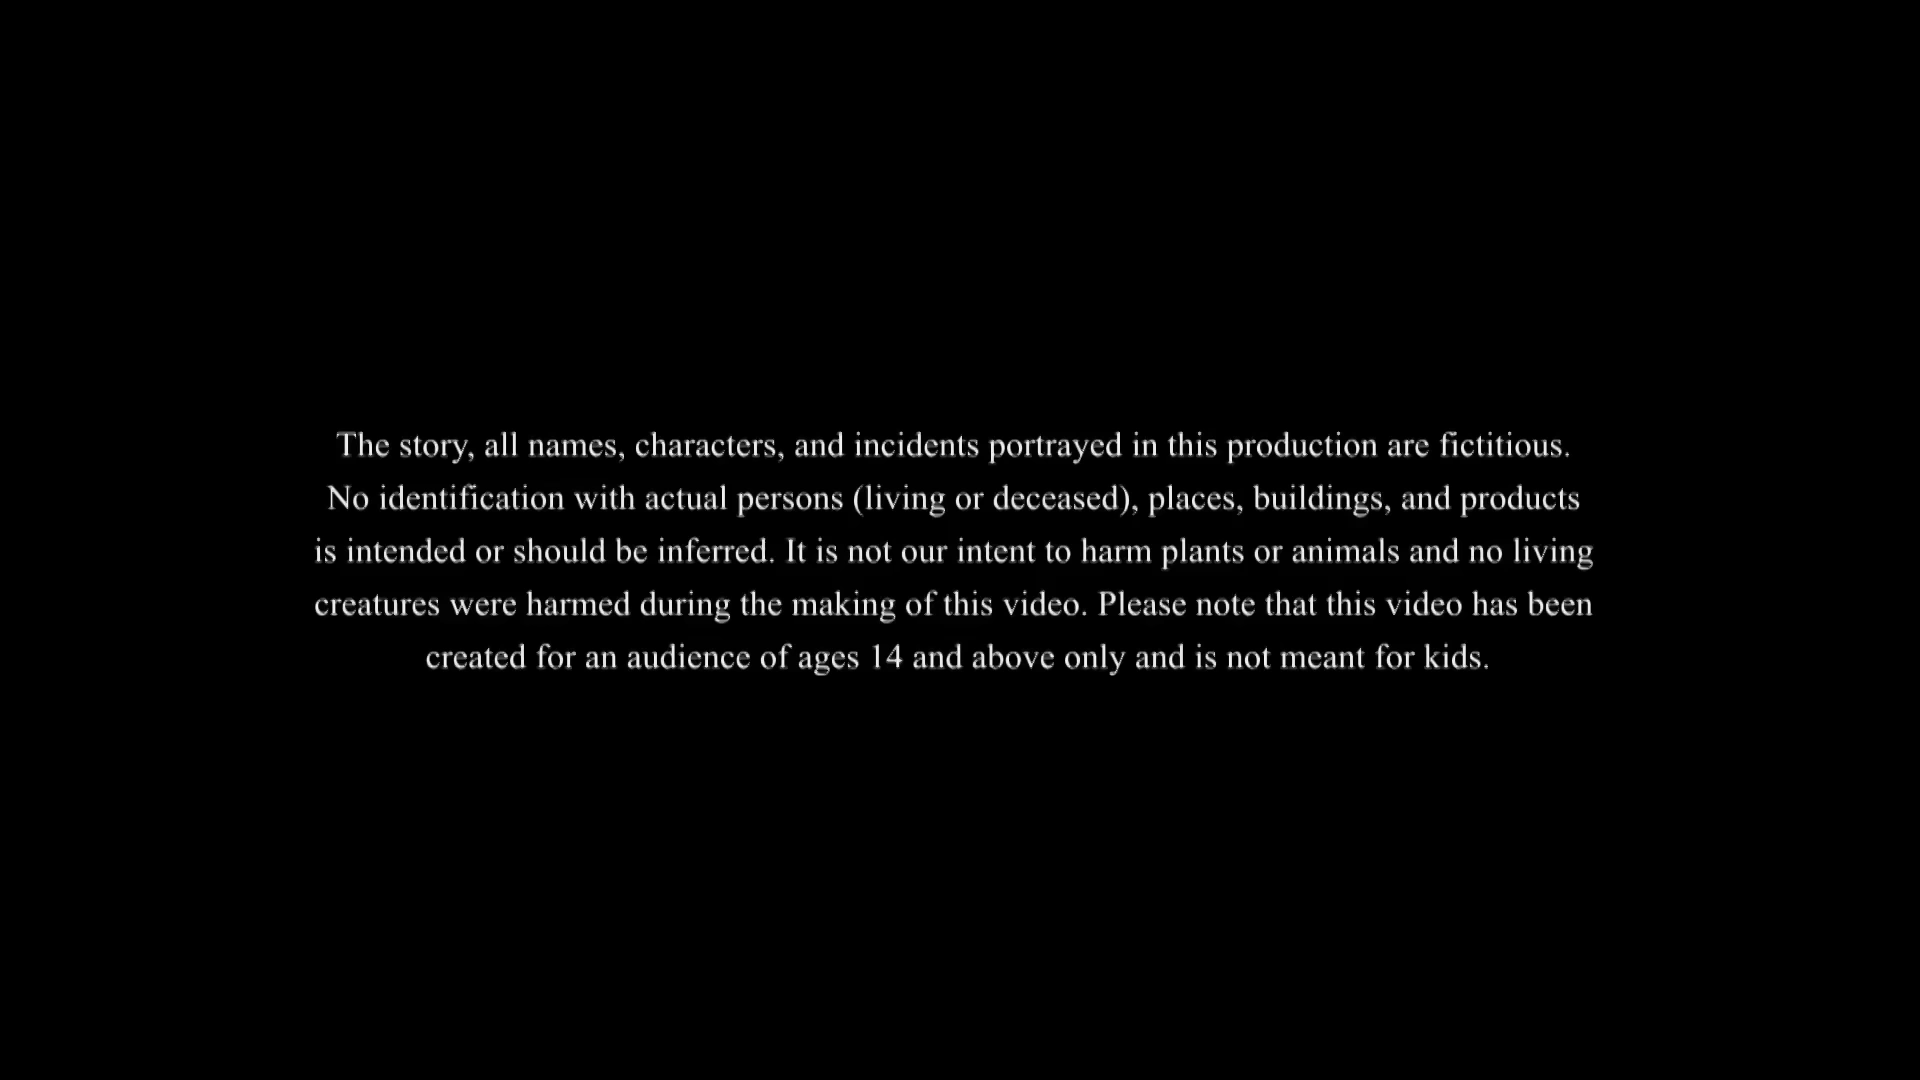 The story, all names, characters, and incidents portrayed in this production are fictitious.
No identification with actual persons (living or deceased), places, buildings, and products
is intended or should be inferred. It is not our intent to harm plants or animals and no living
creatures were harmed during the making of this video. Please note that this video has been
created for an audience of ages 14 and above only and is not meant for kids.